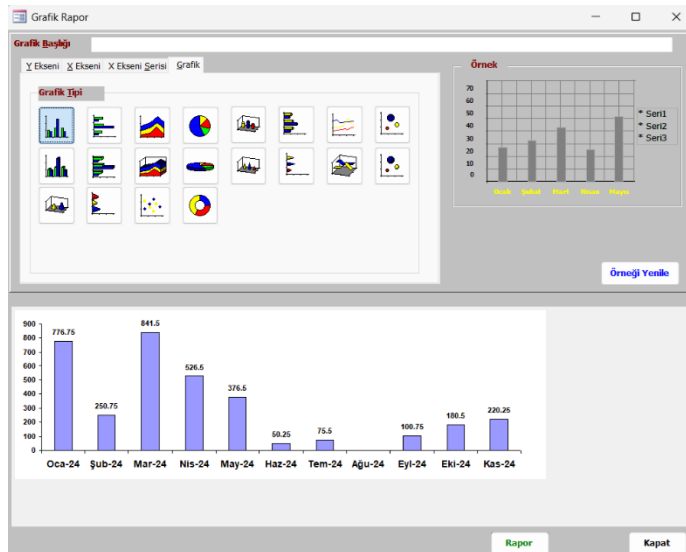 Grafik Rapor
Grafik Başlığı
Y Ekseni X Ekseni X Ekseni Serisi Grafik
Grafik Tipi
Örnek
70
60
50
40
30
20
10
0
* Seri1
* Seri2
* Seri3
Ocak Şubat Mart Nisan Mayıs
Örneği Yenile
900
800
700
600
500
400
300
200
100
0
776.75
250.75
841.5
526.5
376.5
50.25
75.5
100.75
180.5
220.25
Oca-24 Şub-24 Mar-24 Nis-24 May-24 Haz-24 Tem-24 Ağu-24 Eyl-24 Eki-24 Kas-24
Rapor
Kapat